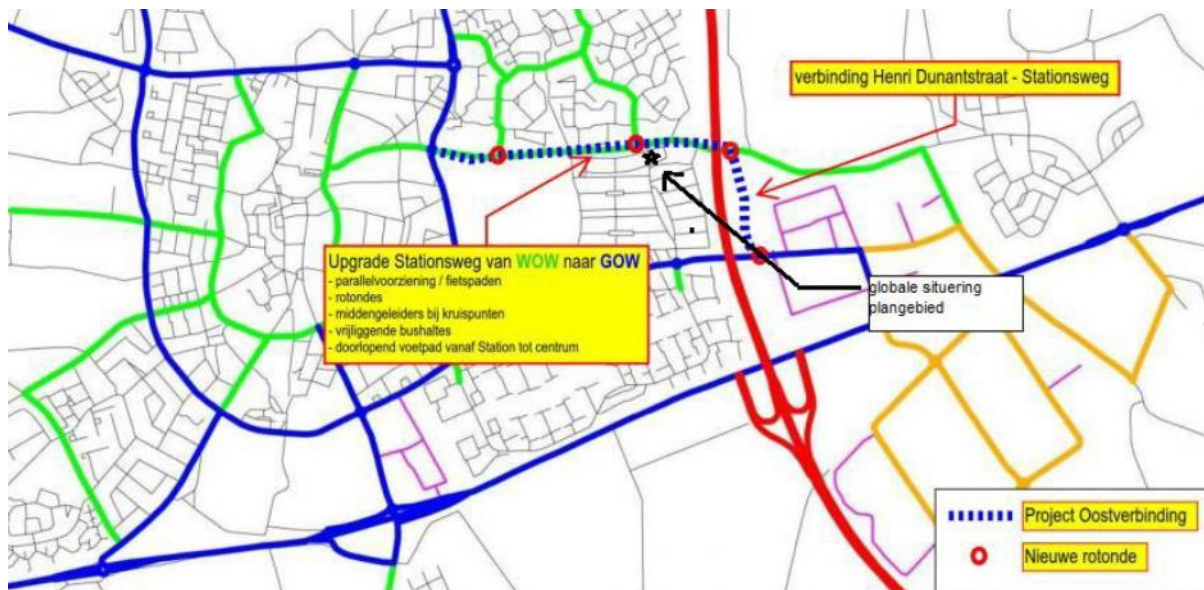 verbinding Henri Dunantstraat - Stationsweg
Upgrade Stationsweg van WOW naar GOW
- parallelvoorziening / fietspaden
- rotondes
- middengeleiders bij kruispunten
- vrijliggende bushaltes
- doorlopend voetpad vanaf Station tot centrum
globale situering
plangebied
Project Oostverbinding
Nieuwe rotonde